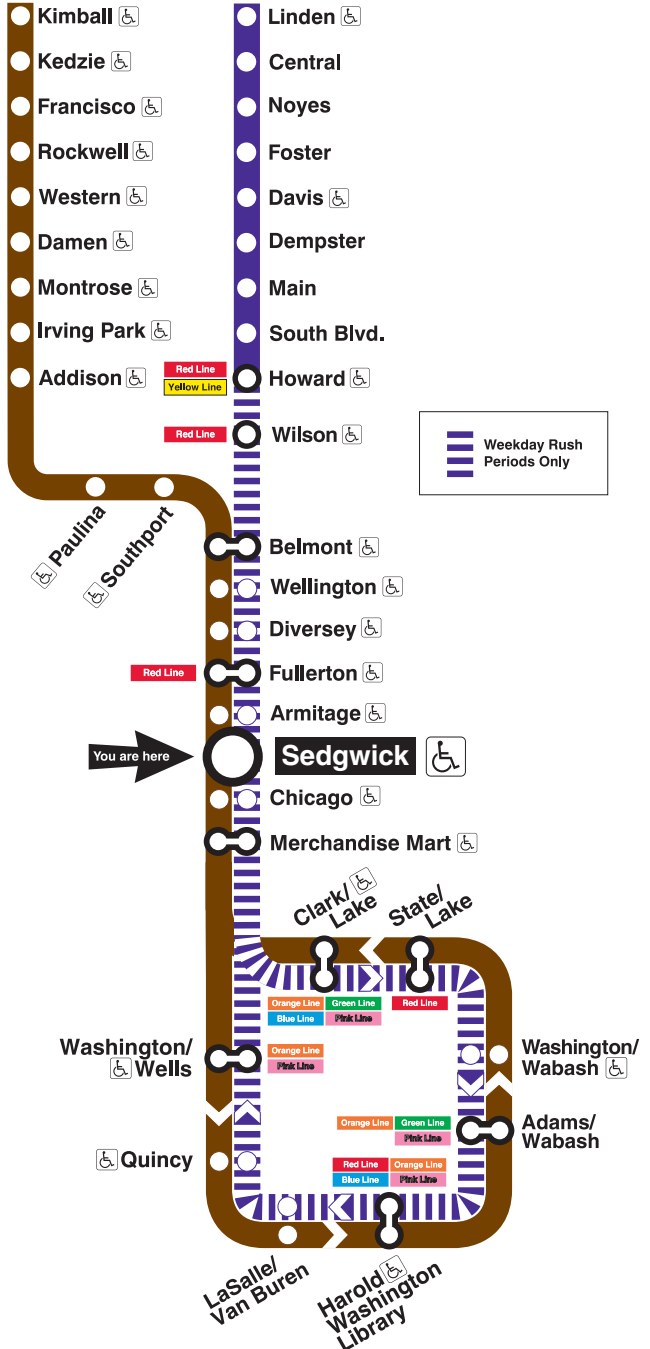 Kimball
Kedzie
Francisco
Rockwell
Western
Damen
Montrose
Irving Park
Addison
Paulina
Southport
Linden
Central
Noyes
Foster
Davis
Dempster
Main
South Blvd.
Red Line
Yellow Line
Howard
Red Line
Wilson
Weekday Rush
Periods Only
Belmont
Wellington
Diversey
Red Line
Fullerton
Armitage
You are here
Sedgwick
Chicago
Merchandise Mart
Clark/
Lake
State/
Lake
Orange Line
Green Line
Blue Line
Pink Line
Red Line
Washington/
Wells
Orange Line
Pink Line
Washington/
Wabash
Orange Line
Green Line
Pink Line
Adams/
Wabash
Quincy
Red Line
Orange Line
Blue Line
Pink Line
LaSalle/
Van Buren
Harold
Washington
Library